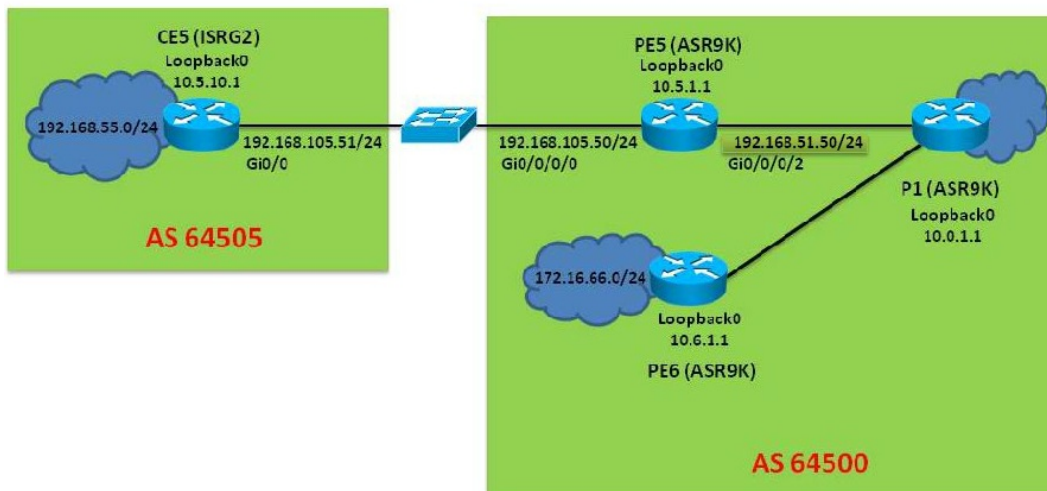 CE5 (ISRG2)
Loopback0
10.5.10.1
192.168.55.0/24
192.168.105.51/24
Gi0/0
AS 64505
PE5 (ASR9K)
Loopback0
10.5.1.1
192.168.105.50/24
Gi0/0/0/0
192.168.51.50/24
Gi0/0/0/2
P1 (ASR9K)
Loopback0
10.0.1.1
172.16.66.0/24
Loopback0
10.6.1.1
PE6 (ASR9K)
AS 64500